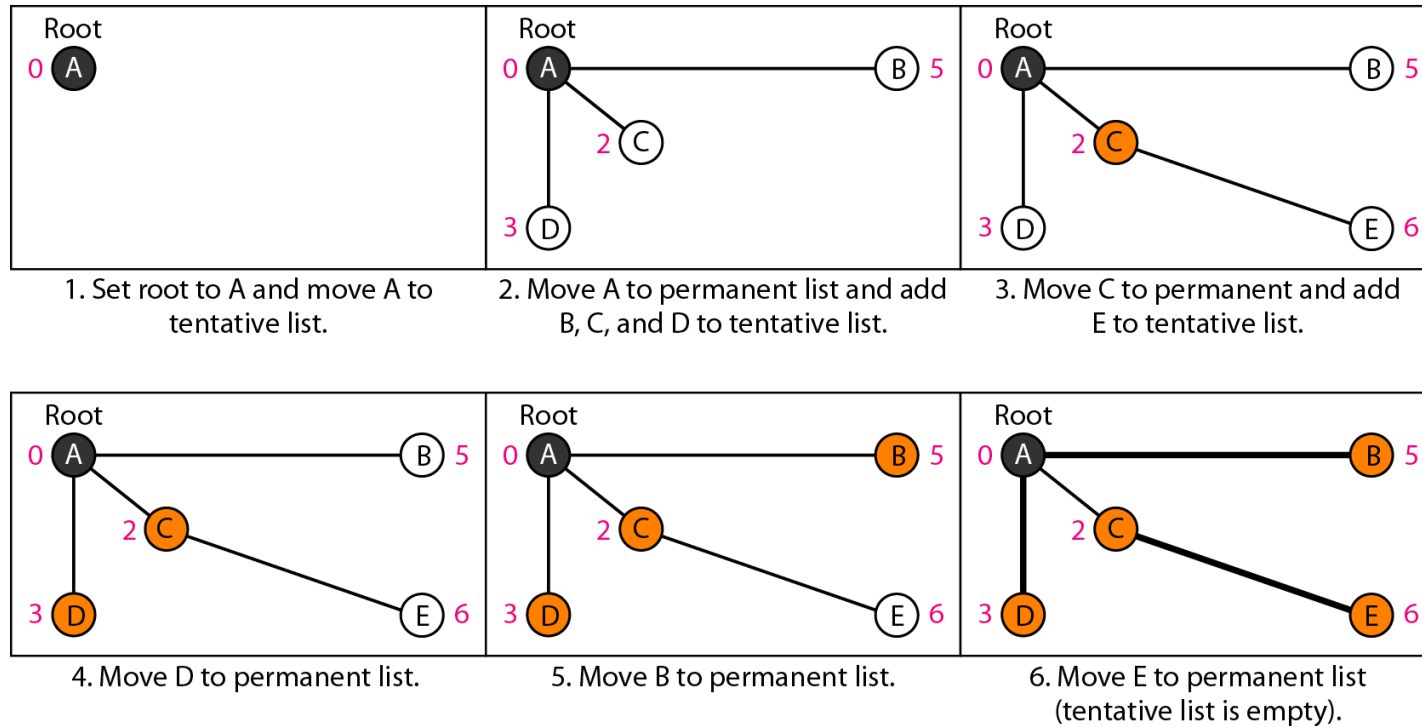 Root
0 A
1. Set root to A and move A to
tentative list.
Root
0 A B 5
2 C
3 D
2. Move A to permanent list and add
B, C, and D to tentative list.
Root
0 A B 5
2 C
3 D E 6
3. Move C to permanent and add
E to tentative list.
Root
0 A B 5
2 C
3 D E 6
4. Move D to permanent list.
Root
0 A B 5
2 C
3 D E 6
5. Move B to permanent list.
Root
0 A B 5
2 C
3 D E 6
6. Move E to permanent list
(tentative list is empty).